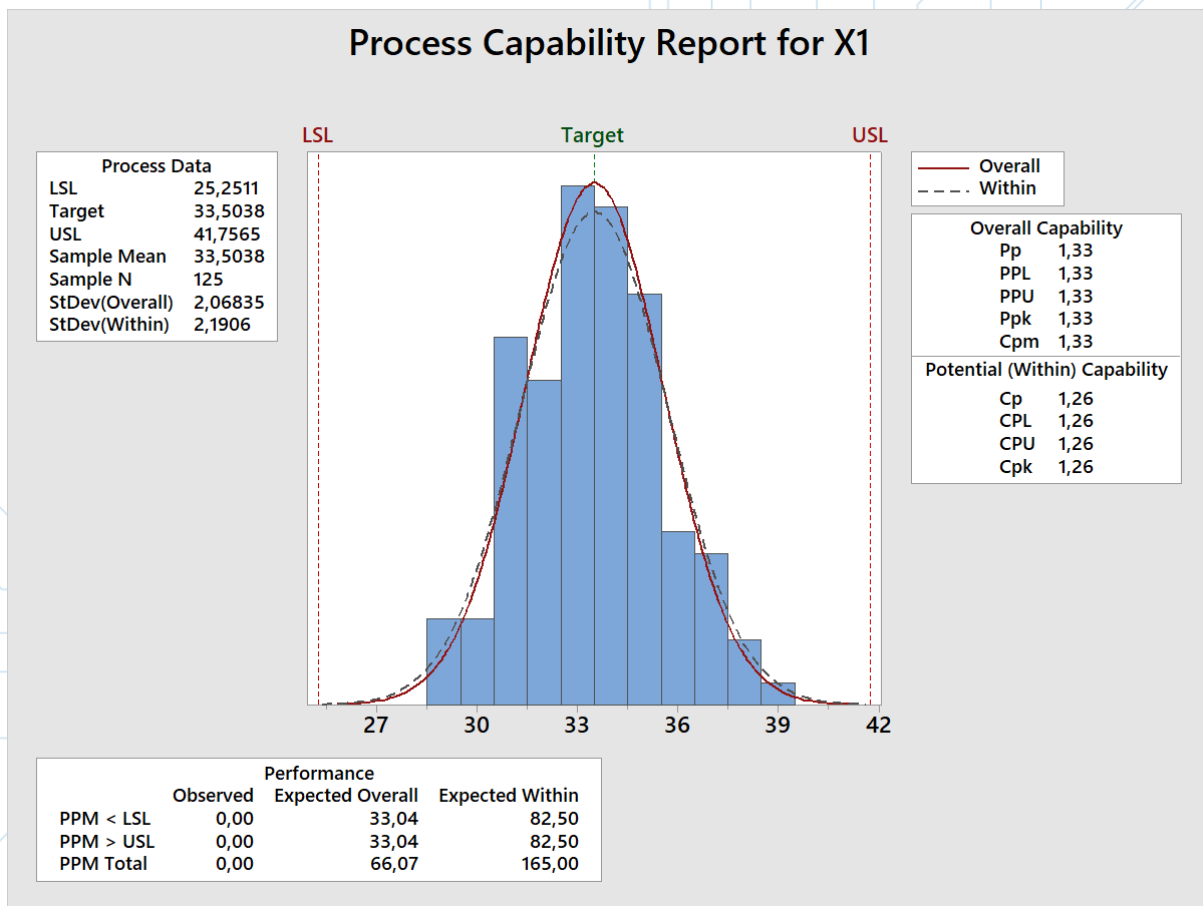 Process Capability Report for X1
LSL Target USL
Process Data
LSL 25,2511
Target 33,5038
USL 41,7565
Sample Mean 33,5038
Sample N 125
StDev(Overall) 2,06835
StDev(Within) 2,1906
Overall
Within
Overall Capability
Pp 1,33
PPL 1,33
PPU 1,33
Ppk 1,33
Cpm 1,33
Potential (Within) Capability
Cp 1,26
CPL 1,26
CPU 1,26
Cpk 1,26
27 30 33 36 39 42
Performance
Observed Expected Overall Expected Within
PPM < LSL 0,00 33,04 82,50
PPM > USL 0,00 33,04 82,50
PPM Total 0,00 66,07 165,00